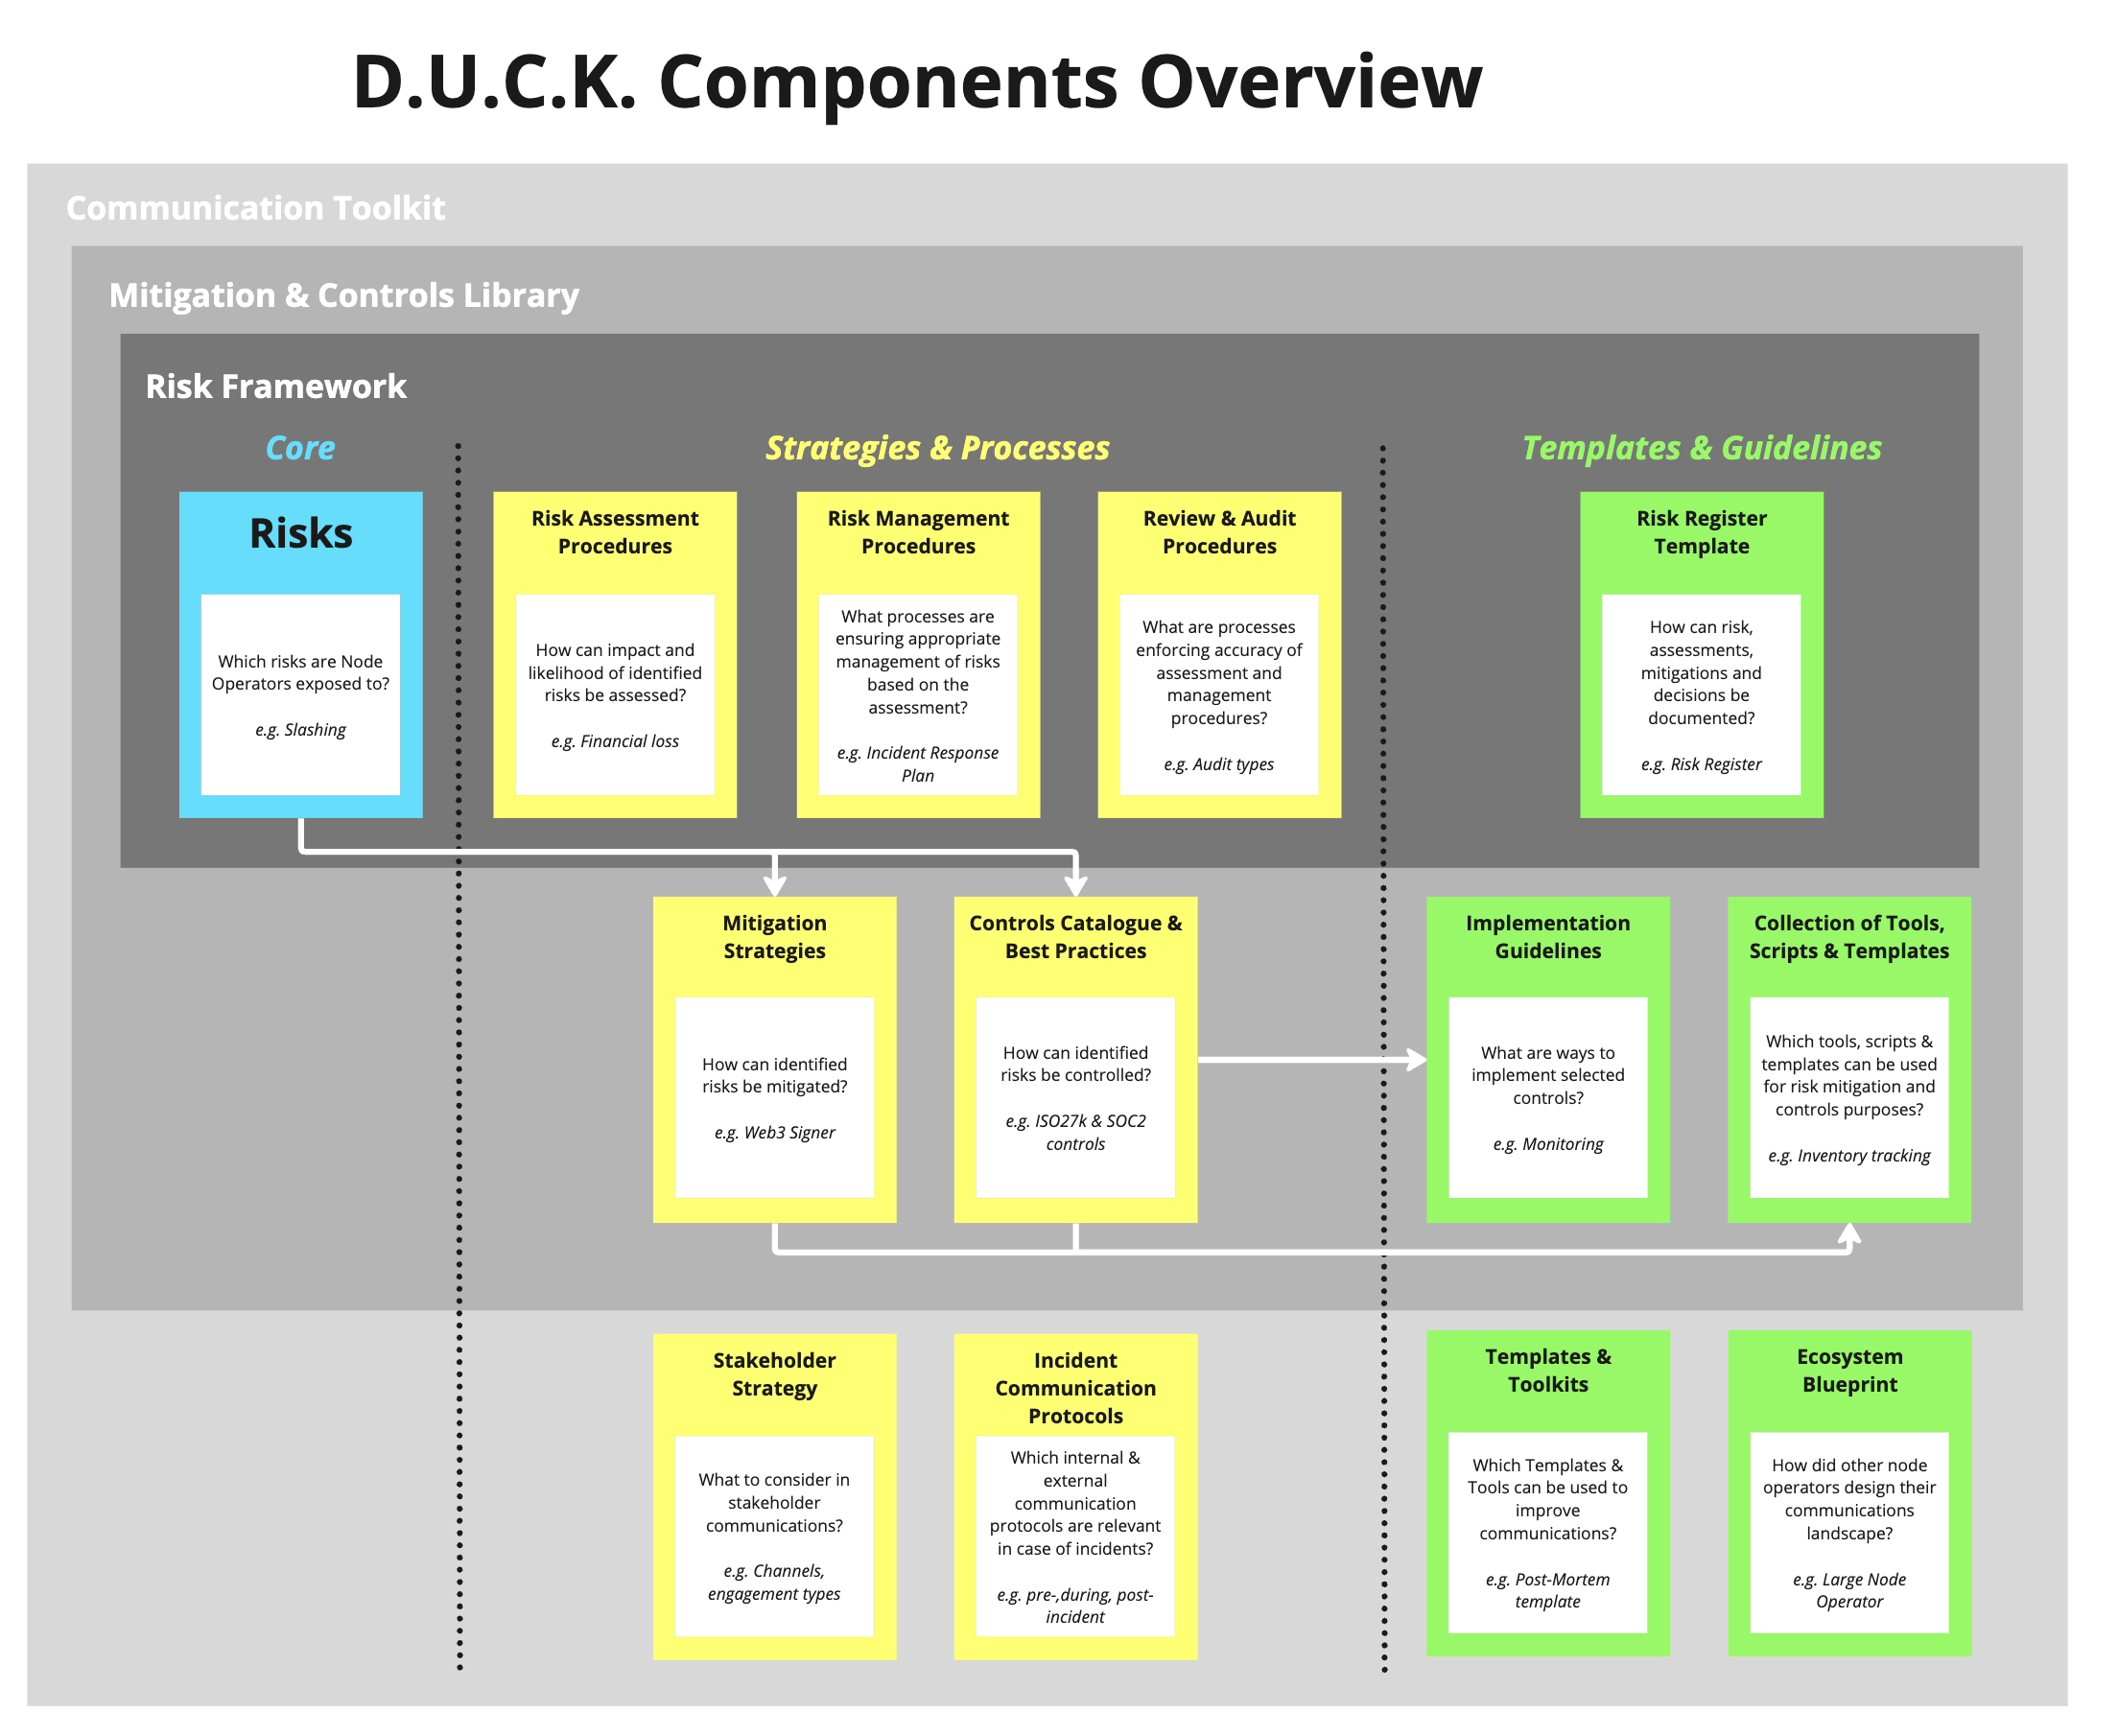 D.U.C.K. Components Overview
Communication Toolkit
Mitigation & Controls Library
Risk Framework
Core
Strategies & Processes
Templates & Guidelines
Risks
Which risks are Node
Operators exposed to?
e.g. Slashing
Risk Assessment
Procedures
How can impact and
likelihood of identified
risks be assessed?
e.g. Financial loss
Risk Management
Procedures
What processes are
ensuring appropriate
management of risks
based on the
assessment?
e.g. Incident Response
Plan
Review & Audit
Procedures
What are processes
enforcing accuracy of
assessment and
management
procedures?
e.g. Audit types
Risk Register
Template
How can risk,
assessments,
mitigations and
decisions be
documented?
e.g. Risk Register
Mitigation
Strategies
How can identified
risks be mitigated?
e.g. Web3 Signer
Controls Catalogue &
Best Practices
How can identified
risks be controlled?
e.g. ISO27k & SOC2
controls
Implementation
Guidelines
What are ways to
implement selected
controls?
e.g. Monitoring
Collection of Tools,
Scripts & Templates
Which tools, scripts &
templates can be used
for risk mitigation and
controls purposes?
e.g. Inventory tracking
Stakeholder
Strategy
What to consider in
stakeholder
communications?
e.g. Channels,
engagement types
Incident
Communication
Protocols
Which internal &
external
communication
protocols are relevant
in case of incidents?
e.g. pre-,during, post-
incident
Templates &
Toolkits
Which Templates &
Tools can be used to
improve
communications?
e.g. Post-Mortem
template
Ecosystem
Blueprint
How did other node
operators design their
communications
landscape?
e.g. Large Node
Operator